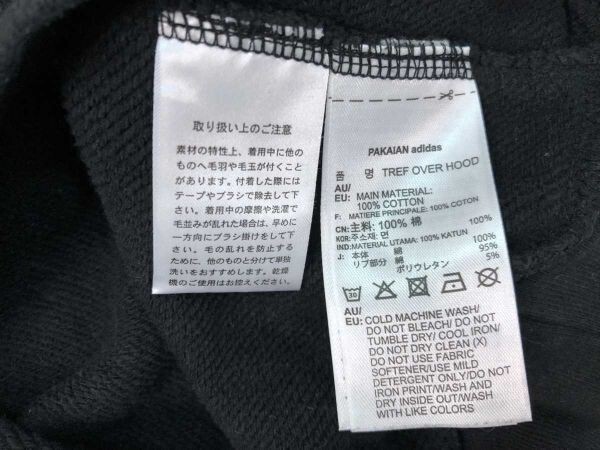 取り扱い上のご注意
素材の特性上、着用中に他の
ものへ毛羽や毛玉が付くこと
があります。付着した際には
テープやブラシで除去して下
さい。着用中の摩擦や洗濯で
毛並みが乱れた場合は、早めに
一方向にブラシ掛けをして下
さい。毛の乱れを防止する
ために、他のものと分けて単独
洗いをおすすめします。乾燥
機のご使用はお控えください。
PAKAIAN adidas
品 名 TREF OVER HOOD
AU/
EU: MAIN MATERIAL:
100% COTTON
F: MATIERE PRINCIPALE: 100% COTON
CN: 主料: 100% 棉 100%
KOR: 주소재: 면 100%
IND: MATERIAL UTAMA: 100% KATUN
J: 本体 綿 100%
リブ部分 綿 95%
ポリウレタン 5%
30
AU/
EU: COLD MACHINE WASH/
DO NOT BLEACH/ DO NOT
TUMBLE DRY/ COOL IRON/
DO NOT DRY CLEAN (X)
DO NOT USE FABRIC
SOFTENER/USE MILD
DETERGENT ONLY/DO NOT
IRON PRINT/WASH AND
DRY INSIDE OUT/WASH
WITH LIKE COLORS